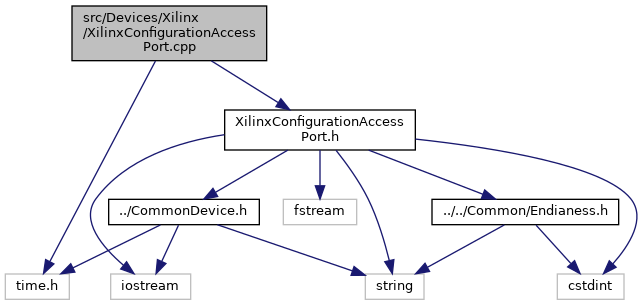 src/Devices/Xilinx
/XilinxConfigurationAccess
Port.cpp
XilinxConfigurationAccess
Port.h
../CommonDevice.h
fstream
../../Common/Endianess.h
time.h
iostream
string
cstdint